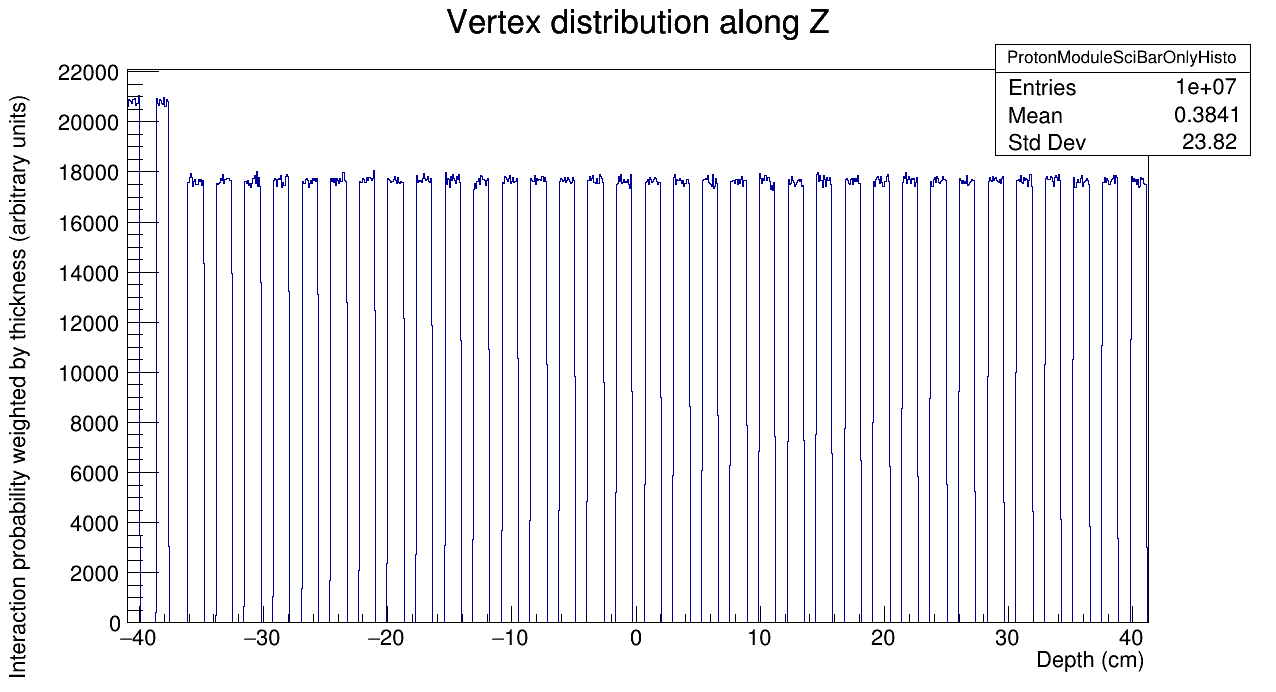 Vertex distribution along Z
ProtonModuleSciBarOnlyHisto
Entries 1e+07
Mean 0.3841
Std Dev 23.82
Interaction probability weighted by thickness (arbitrary units)
22000
20000
18000
16000
14000
12000
10000
8000
6000
4000
2000
0
−40 −30 −20 −10 0 10 20 30 40
Depth (cm)